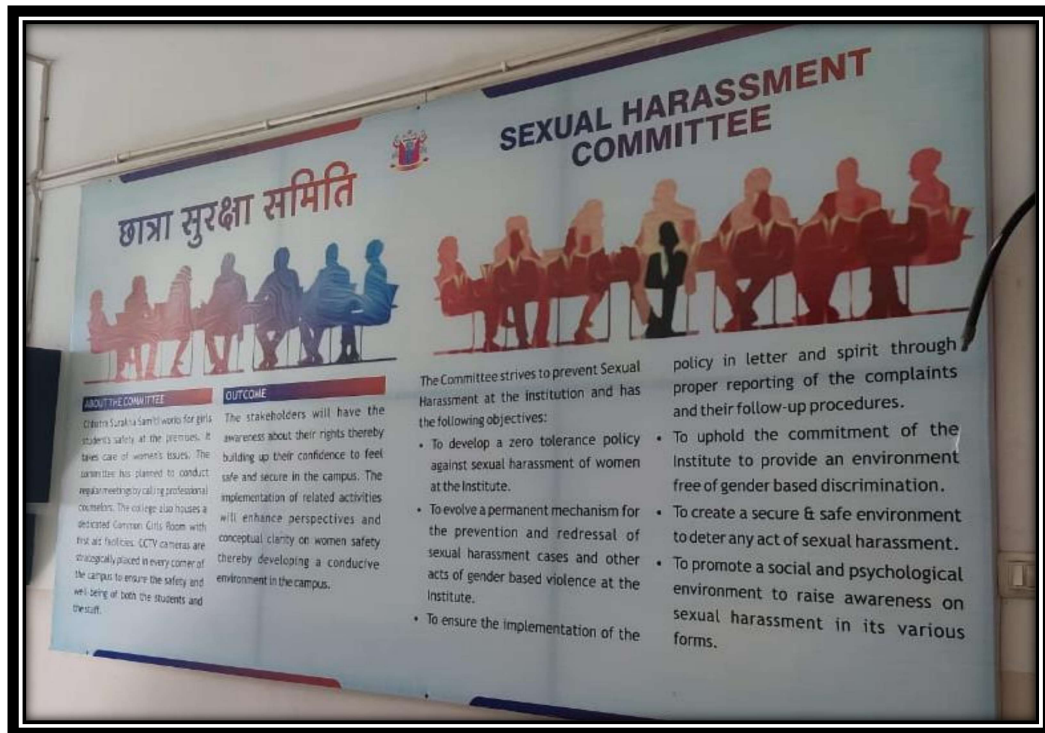 छात्रा सुरक्षा समिति
ABOUT THE COMMITTEE
Chhatra Suraksha Samiti works for girls
student's safety at the premises. It
takes care of women's issues. The
committee has planned to conduct
regular meetings by calling professional
counselors. The college also houses a
dedicated Common Girls Room with
first aid facilities. CCTV cameras are
strategically placed in every corner of
the campus to ensure the safety and
well-being of both the students and
the staff.
OUTCOME
The stakeholders will have the
awareness about their rights thereby
building up their confidence to feel
safe and secure in the campus. The
implementation of related activities
will enhance perspectives and
conceptual clarity on women safety
thereby developing a conducive
environment in the campus.
SEXUAL HARASSMENT
COMMITTEE
The Committee strives to prevent Sexual
Harassment at the institution and has
the following objectives:
• To develop a zero tolerance policy
against sexual harassment of women
at the Institute.
• To evolve a permanent mechanism for
the prevention and redressal of
sexual harassment cases and other
acts of gender based violence at the
Institute.
• To ensure the implementation of the
policy in letter and spirit through
proper reporting of the complaints
and their follow-up procedures.
• To uphold the commitment of the
Institute to provide an environment
free of gender based discrimination.
• To create a secure & safe environment
to deter any act of sexual harassment.
• To promote a social and psychological
environment to raise awareness on
sexual harassment in its various
forms.